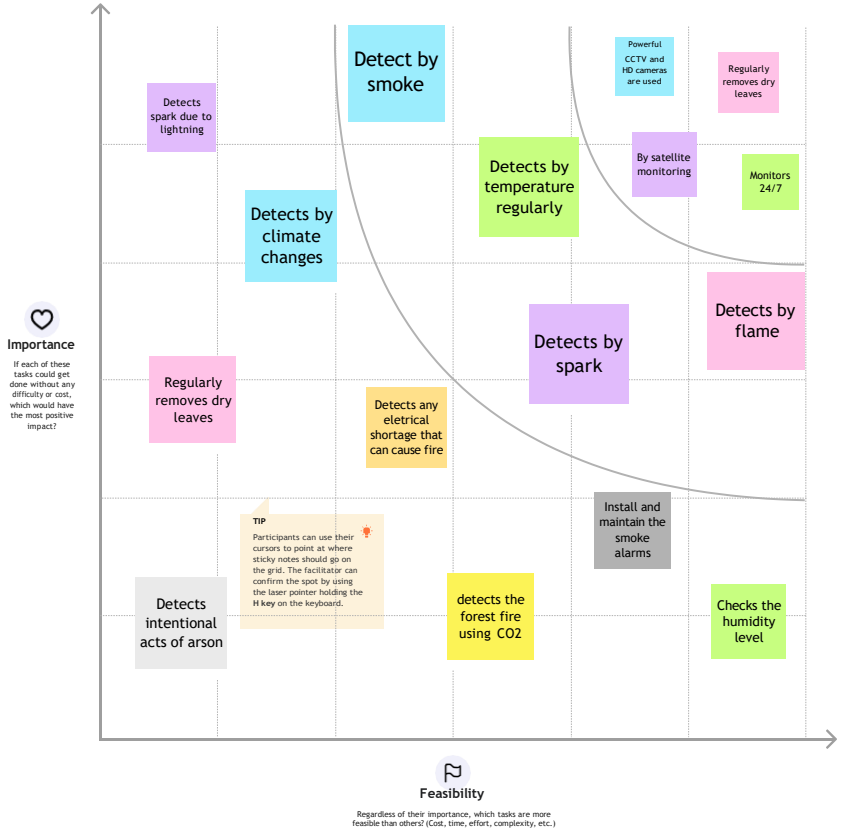 Detect by
smoke
Powerful
CCTV and
HD cameras
are used
Regularly
removes dry
leaves
Detects
spark due to
lightning
Detects by
temperature
regularly
By satellite
monitoring
Monitors
24/7
Detects by
climate
changes
Detects by
flame
Detects by
spark
Importance
If each of these
tasks could get
done without any
difficulty or cost,
which would have
the most positive
impact?
Regularly
removes dry
leaves
Detects any
eletrical
shortage that
can cause fire
Install and
maintain the
smoke
alarms
TIP
Participants can use their
cursors to point at where
sticky notes should go on
the grid. The facilitator can
confirm the spot by using
the laser pointer holding the
H key on the keyboard.
Detects
intentional
acts of arson
detects the
forest fire
using CO2
Checks the
humidity
level
Feasibility
Regardless of their importance, which tasks are more
feasible than others? (Cost, time, effort, complexity, etc.)